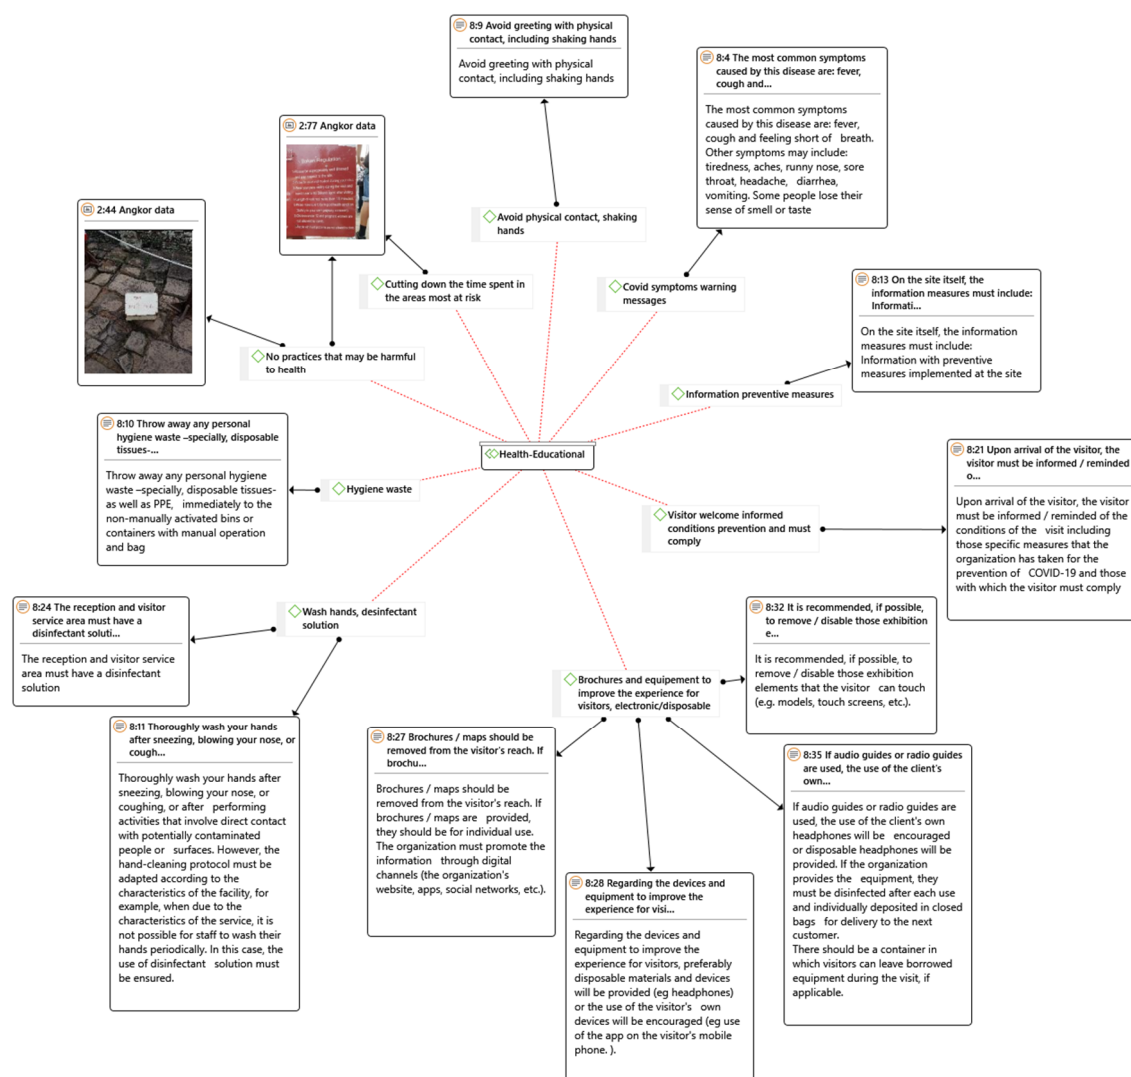 8:9 Avoid greeting with physical
contact, including shaking hands
Avoid greeting with physical
contact, including shaking hands
8:4 The most common symptoms
caused by this disease are: fever,
cough and...
The most common symptoms
caused by this disease are: fever,
cough and feeling short of breath.
Other symptoms may include:
tiredness, aches, runny nose, sore
throat, headache, diarrhea,
vomiting. Some people lose their
sense of smell or taste
2:77 Angkor data
2:44 Angkor data
Avoid physical contact, shaking
hands
Cutting down the time spent in
the areas most at risk
Covid symptoms warning
messages
8:13 On the site itself, the
information measures must include:
Informati...
On the site itself, the information
measures must include:
Information with preventive
measures implemented at the site
No practices that may be harmful
to health
Information preventive measures
8:10 Throw away any personal
hygiene waste –specially, disposable
tissues-...
Throw away any personal hygiene
waste –specially, disposable tissues-
as well as PPE, immediately to the
non-manually activated bins or
containers with manual operation
and bag
Health-Educational
Hygiene waste
8:21 Upon arrival of the visitor, the
visitor must be informed / reminded
o...
Upon arrival of the visitor, the visitor
must be informed / reminded of the
conditions of the visit including
those specific measures that the
organization has taken for the
prevention of COVID-19 and those
with which the visitor must comply
Visitor welcome informed
conditions prevention and must
comply
8:24 The reception and visitor
service area must have a
disinfectant soluti...
The reception and visitor service
area must have a disinfectant
solution
Wash hands, desinfectant
solution
8:32 It is recommended, if possible,
to remove / disable those exhibition
e...
It is recommended, if possible, to
remove / disable those exhibition
elements that the visitor can touch
(e.g. models, touch screens, etc.).
Brochures and equipement to
improve the experience for
visitors, electronic/disposable
8:11 Thoroughly wash your hands
after sneezing, blowing your nose, or
cough...
Thoroughly wash your hands after
sneezing, blowing your nose, or
coughing, or after performing
activities that involve direct contact
with potentially contaminated
people or surfaces. However, the
hand-cleaning protocol must be
adapted according to the
characteristics of the facility, for
example, when due to the
characteristics of the service, it is
not possible for staff to wash their
hands periodically. In this case, the
use of disinfectant solution must
be ensured.
8:27 Brochures / maps should be
removed from the visitor's reach. If
brochu...
Brochures / maps should be
removed from the visitor's reach. If
brochures / maps are provided,
they should be for individual use.
The organization must promote the
information through digital
channels (the organization's
website, apps, social networks, etc.).
8:35 If audio guides or radio guides
are used, the use of the client's
own...
If audio guides or radio guides are
used, the use of the client's own
headphones will be encouraged
or disposable headphones will be
provided. If the organization
provides the equipment, they
must be disinfected after each use
and individually deposited in closed
bags for delivery to the next
customer.
There should be a container in
which visitors can leave borrowed
equipment during the visit, if
applicable.
8:28 Regarding the devices and
equipment to improve the
experience for visi...
Regarding the devices and
equipment to improve the
experience for visitors, preferably
disposable materials and devices
will be provided (eg headphones)
or the use of the visitor's own
devices will be encouraged (eg use
of the app on the visitor's mobile
phone. ).